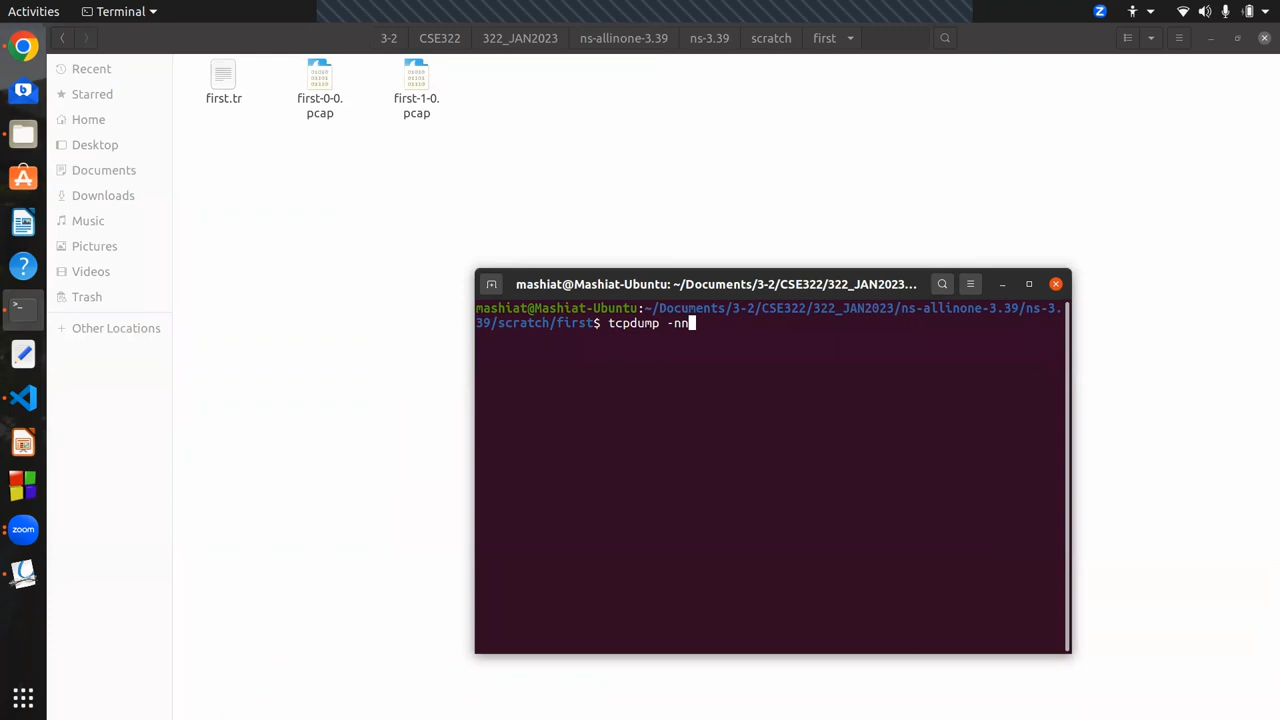 Activities
Terminal
3-2
CSE322
322_JAN2023
ns-allinone-3.39
ns-3.39
scratch
first
Recent
Starred
Home
Desktop
Documents
Downloads
Music
Pictures
Videos
Trash
Other Locations
first.tr
first-0-0.
pcap
first-1-0.
pcap
mashiat@Mashiat-Ubuntu: ~/Documents/3-2/CSE322/322_JAN2023...
mashiat@Mashiat-Ubuntu:~/Documents/3-2/CSE322/322_JAN2023/ns-allinone-3.39/ns-3.
39/scratch/first$ tcpdump -nn
zoom